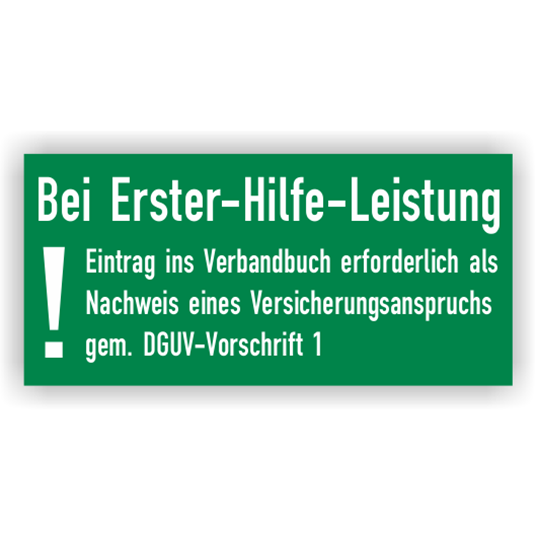 Bei Erster-Hilfe-Leistung
! Eintrag ins Verbandbuch erforderlich als
Nachweis eines Versicherungsanspruchs
gem. DGUV-Vorschrift 1